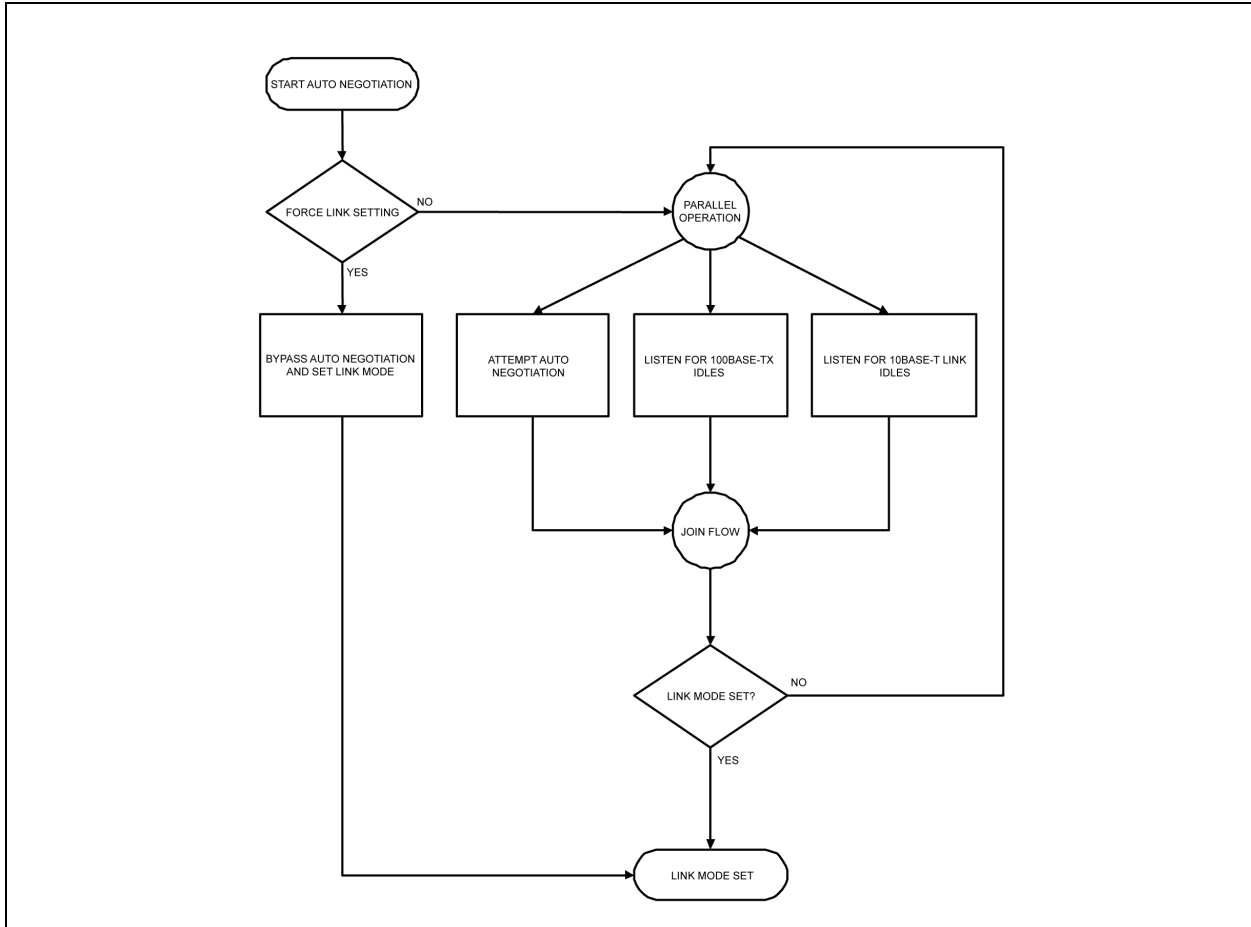 START AUTO NEGOTIATION
FORCE LINK SETTING
NO
YES
PARALLEL
OPERATION
BYPASS AUTO NEGOTIATION
AND SET LINK MODE
ATTEMPT AUTO
NEGOTIATION
LISTEN FOR 100BASE-TX
IDLES
LISTEN FOR 10BASE-T LINK
IDLES
JOIN FLOW
LINK MODE SET?
NO
YES
LINK MODE SET